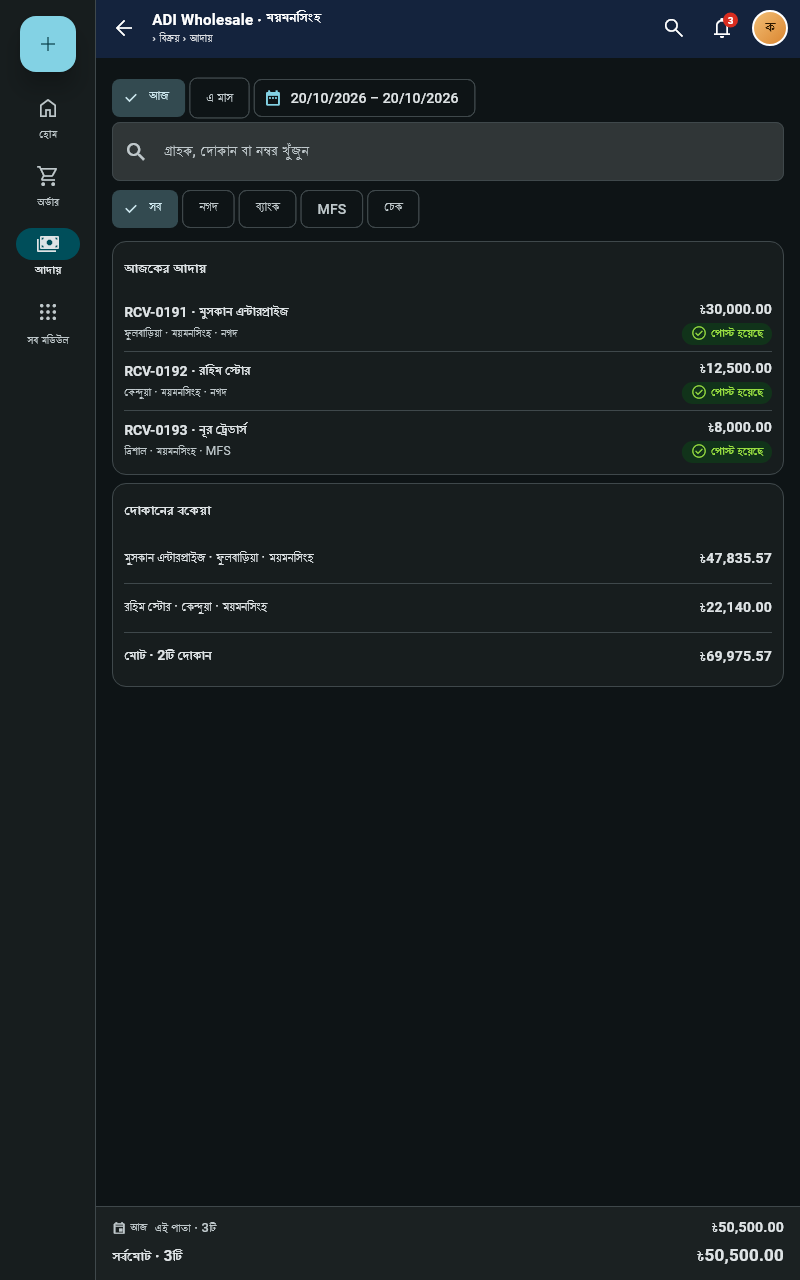 ADI Wholesale · ময়মনসিংহ
› বিক্রয় › আদায়
3
ক
হোম
অর্ডার
আদায়
সব মডিউল
আজ
এ মাস
20/10/2026 – 20/10/2026
গ্রাহক, দোকান বা নম্বর খুঁজুন
সব
নগদ
ব্যাংক
MFS
চেক
আজকের আদায়
RCV-0191 · মুসকান এন্টারপ্রাইজ
৳30,000.00
ফুলবাড়িয়া · ময়মনসিংহ · নগদ
পোস্ট হয়েছে
RCV-0192 · রহিম স্টোর
৳12,500.00
কেন্দুয়া · ময়মনসিংহ · নগদ
পোস্ট হয়েছে
RCV-0193 · নূর ট্রেডার্স
৳8,000.00
ত্রিশাল · ময়মনসিংহ · MFS
পোস্ট হয়েছে
দোকানের বকেয়া
মুসকান এন্টারপ্রাইজ · ফুলবাড়িয়া · ময়মনসিংহ
৳47,835.57
রহিম স্টোর · কেন্দুয়া · ময়মনসিংহ
৳22,140.00
মোট · 2টি দোকান
৳69,975.57
আজ এই পাতা · 3টি
৳50,500.00
সর্বমোট · 3টি
৳50,500.00